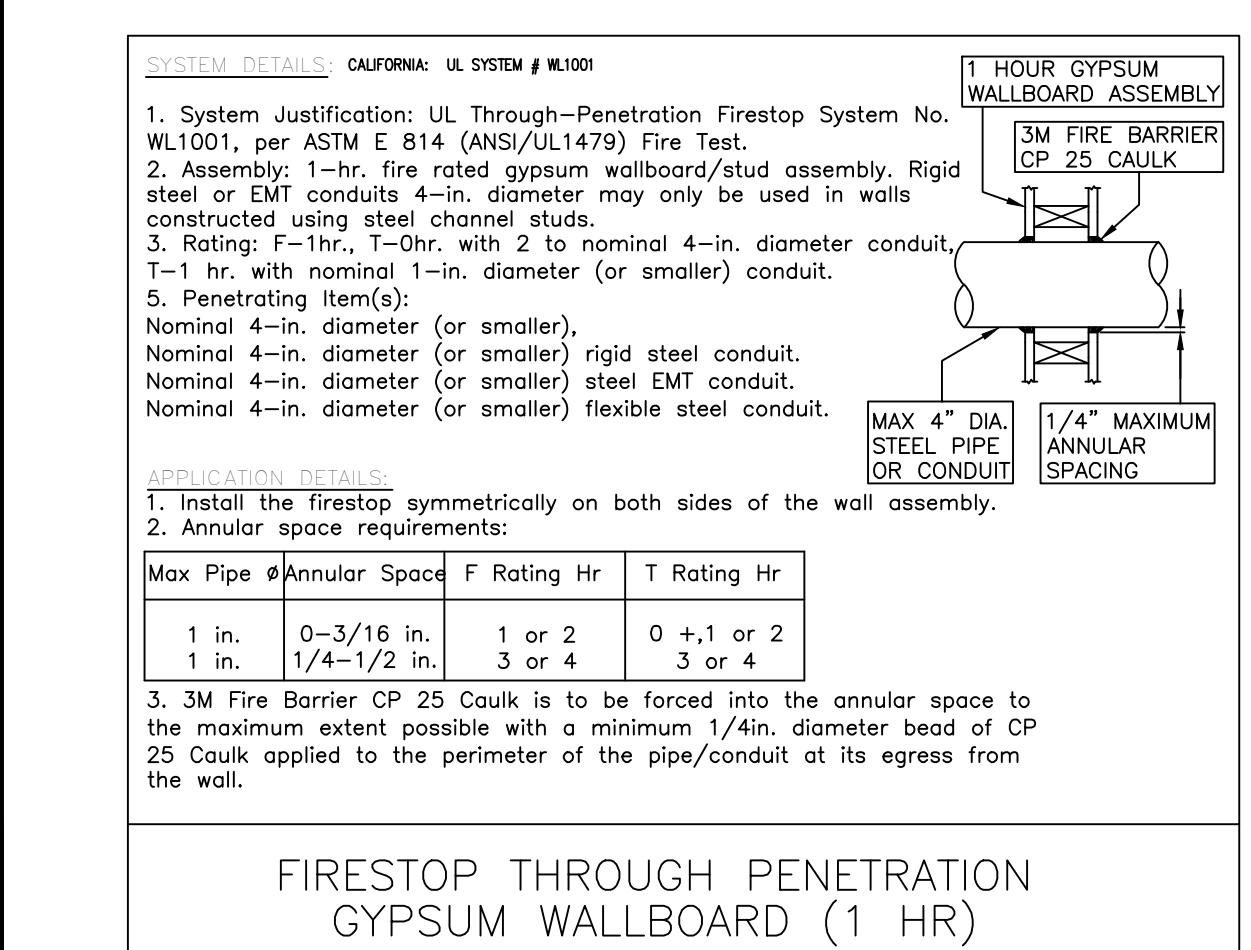 SYSTEM DETAILS: CALIFORNIA: UL SYSTEM # WL1001
1. System Justification: UL Through–Penetration Firestop System No.
WL1001, per ASTM E 814 (ANSI/UL1479) Fire Test.
2. Assembly: 1–hr. fire rated gypsum wallboard/stud assembly. Rigid
steel or EMT conduits 4–in. diameter may only be used in walls
constructed using steel channel studs.
3. Rating: F–1hr., T–0hr. with 2 to nominal 4–in. diameter conduit,
T–1 hr. with nominal 1–in. diameter (or smaller) conduit.
5. Penetrating Item(s):
Nominal 4–in. diameter (or smaller),
Nominal 4–in. diameter (or smaller) rigid steel conduit.
Nominal 4–in. diameter (or smaller) steel EMT conduit.
Nominal 4–in. diameter (or smaller) flexible steel conduit.
1 HOUR GYPSUM
WALLBOARD ASSEMBLY
3M FIRE BARRIER
CP 25 CAULK
MAX 4" DIA.
STEEL PIPE
OR CONDUIT
1/4" MAXIMUM
ANNULAR
SPACING
APPLICATION DETAILS:
1. Install the firestop symmetrically on both sides of the wall assembly.
2. Annular space requirements:
Max Pipe ø Annular Space F Rating Hr T Rating Hr
1 in. 0–3/16 in. 1 or 2 0 +,1 or 2
1 in. 1/4–1/2 in. 3 or 4 3 or 4
3. 3M Fire Barrier CP 25 Caulk is to be forced into the annular space to
the maximum extent possible with a minimum 1/4in. diameter bead of CP
25 Caulk applied to the perimeter of the pipe/conduit at its egress from
the wall.
FIRESTOP THROUGH PENETRATION
GYPSUM WALLBOARD (1 HR)